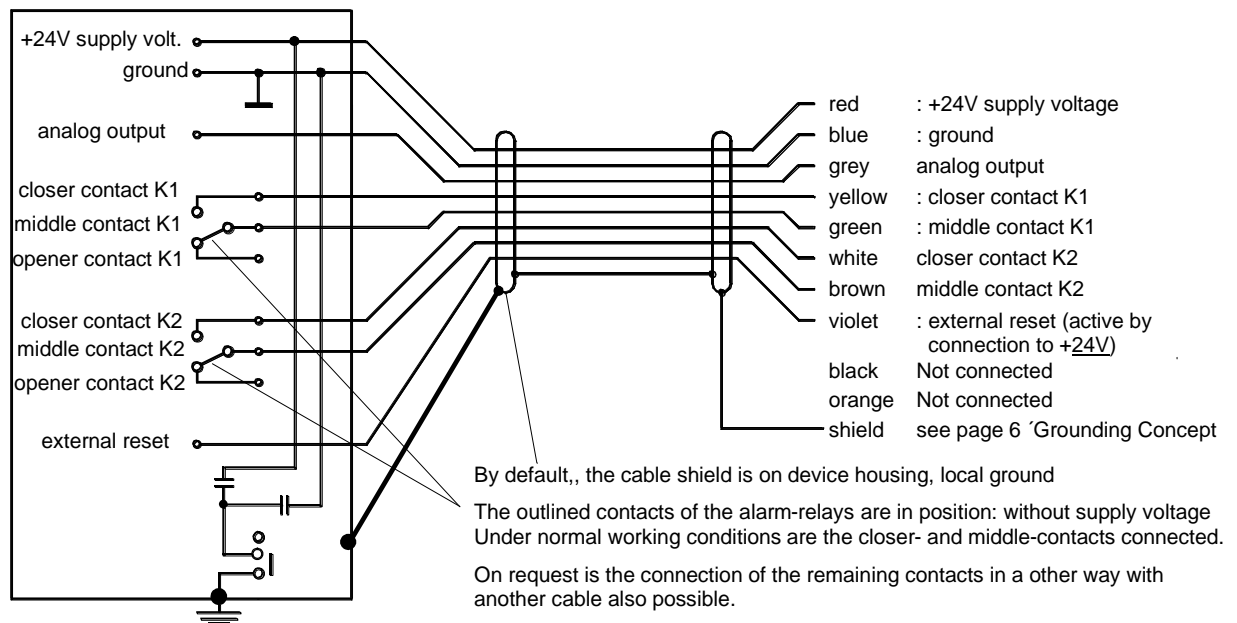 +24V supply volt.
ground
analog output
closer contact K1
middle contact K1
opener contact K1
closer contact K2
middle contact K2
opener contact K2
external reset
red : +24V supply voltage
blue : ground
grey analog output
yellow : closer contact K1
green : middle contact K1
white closer contact K2
brown middle contact K2
violet : external reset (active by
connection to +24V)
black Not connected
orange Not connected
shield see page 6 ´Grounding Concept
By default,, the cable shield is on device housing, local ground
The outlined contacts of the alarm-relays are in position: without supply voltage
Under normal working conditions are the closer- and middle-contacts connected.
On request is the connection of the remaining contacts in a other way with
another cable also possible.